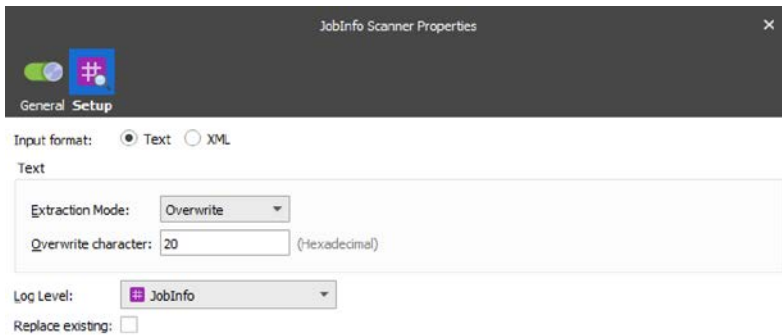 JobInfo Scanner Properties
General Setup
Input format: Text XML
Text
Extraction Mode: Overwrite
Overwrite character: 20 (Hexadecimal)
Log Level: JobInfo
Replace existing: